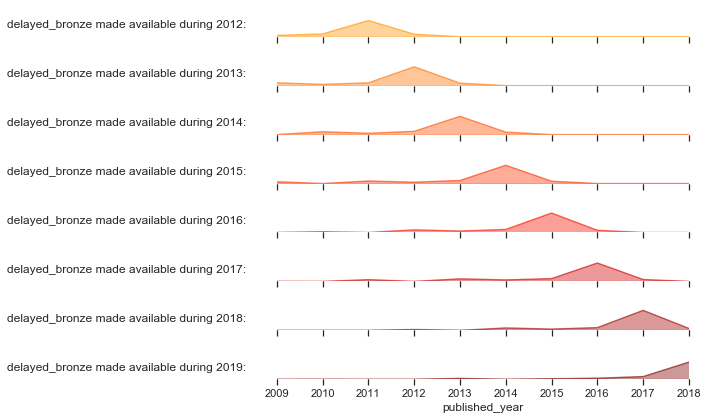 delayed_bronze made available during 2012:
delayed_bronze made available during 2013:
delayed_bronze made available during 2014:
delayed_bronze made available during 2015:
delayed_bronze made available during 2016:
delayed_bronze made available during 2017:
delayed_bronze made available during 2018:
delayed_bronze made available during 2019:
2009 2010 2011 2012 2013 2014 2015 2016 2017 2018
published_year